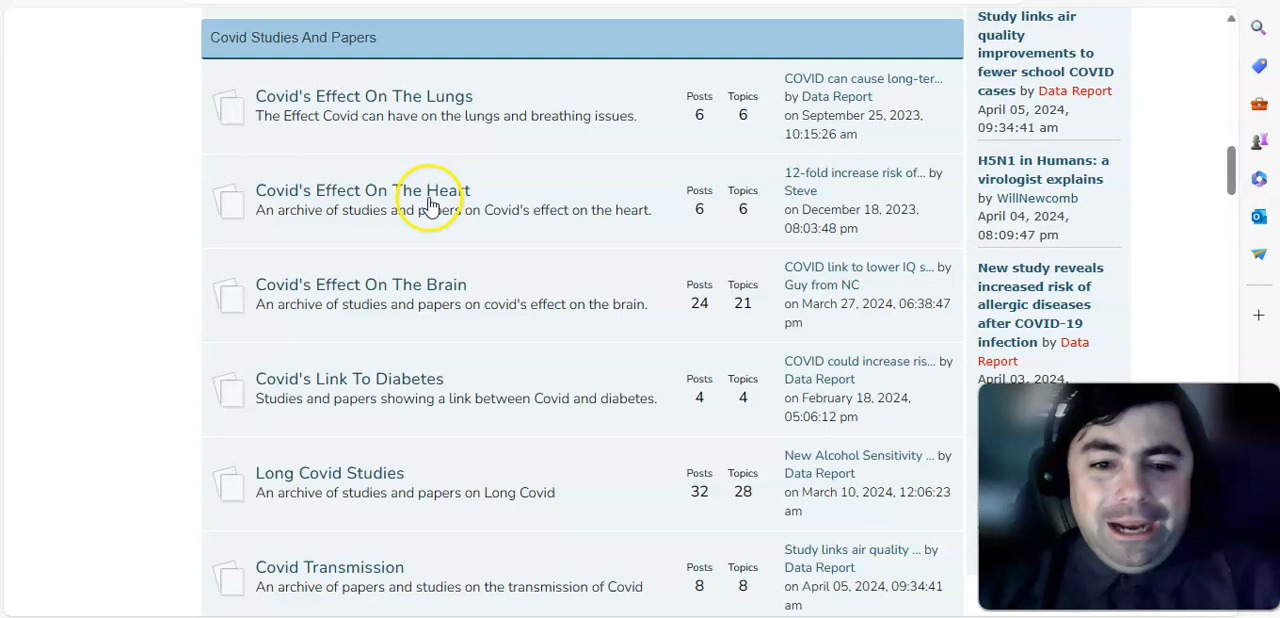 Covid Studies And Papers
Covid's Effect On The Lungs
The Effect Covid can have on the lungs and breathing issues.
Posts
6
Topics
6
COVID can cause long-ter...
by Data Report
on September 25, 2023,
10:15:26 am
Covid's Effect On The Heart
An archive of studies and papers on Covid's effect on the heart.
Posts
6
Topics
6
12-fold increase risk of... by
Steve
on December 18, 2023,
08:03:48 pm
Covid's Effect On The Brain
An archive of studies and papers on covid's effect on the brain.
Posts
24
Topics
21
COVID link to lower IQ s... by
Guy from NC
on March 27, 2024, 06:38:47
pm
Covid's Link To Diabetes
Studies and papers showing a link between Covid and diabetes.
Posts
4
Topics
4
COVID could increase ris... by
Data Report
on February 18, 2024,
05:06:12 pm
Long Covid Studies
An archive of studies and papers on Long Covid
Posts
32
Topics
28
New Alcohol Sensitivity ... by
Data Report
on March 10, 2024, 12:06:23
am
Covid Transmission
An archive of papers and studies on the transmission of Covid
Posts
8
Topics
8
Study links air quality ... by
Data Report
on April 05, 2024, 09:34:41
am
Study links air
quality
improvements to
fewer school COVID
cases by Data Report
April 05, 2024,
09:34:41 am
H5N1 in Humans: a
virologist explains
by WillNewcomb
April 04, 2024,
08:09:47 pm
New study reveals
increased risk of
allergic diseases
after COVID-19
infection by Data
Report
April 03, 2024,